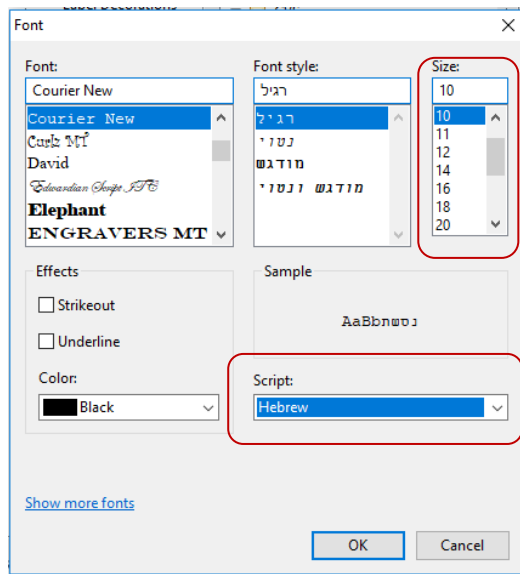 Label Decorations
Font
Font:
Courier New
Courier New
Curlz MT
David
Edwardian Script ITC
Elephant
ENGRAVERS MT
Font style:
רגיל
רגיל
נטוי
מודגש
מודגש ונטוי
Size:
10
10
11
12
14
16
18
20
Effects
Strikeout
Underline
Color:
Black
Sample
AaBbנסשת
Script:
Hebrew
Show more fonts
OK
Cancel